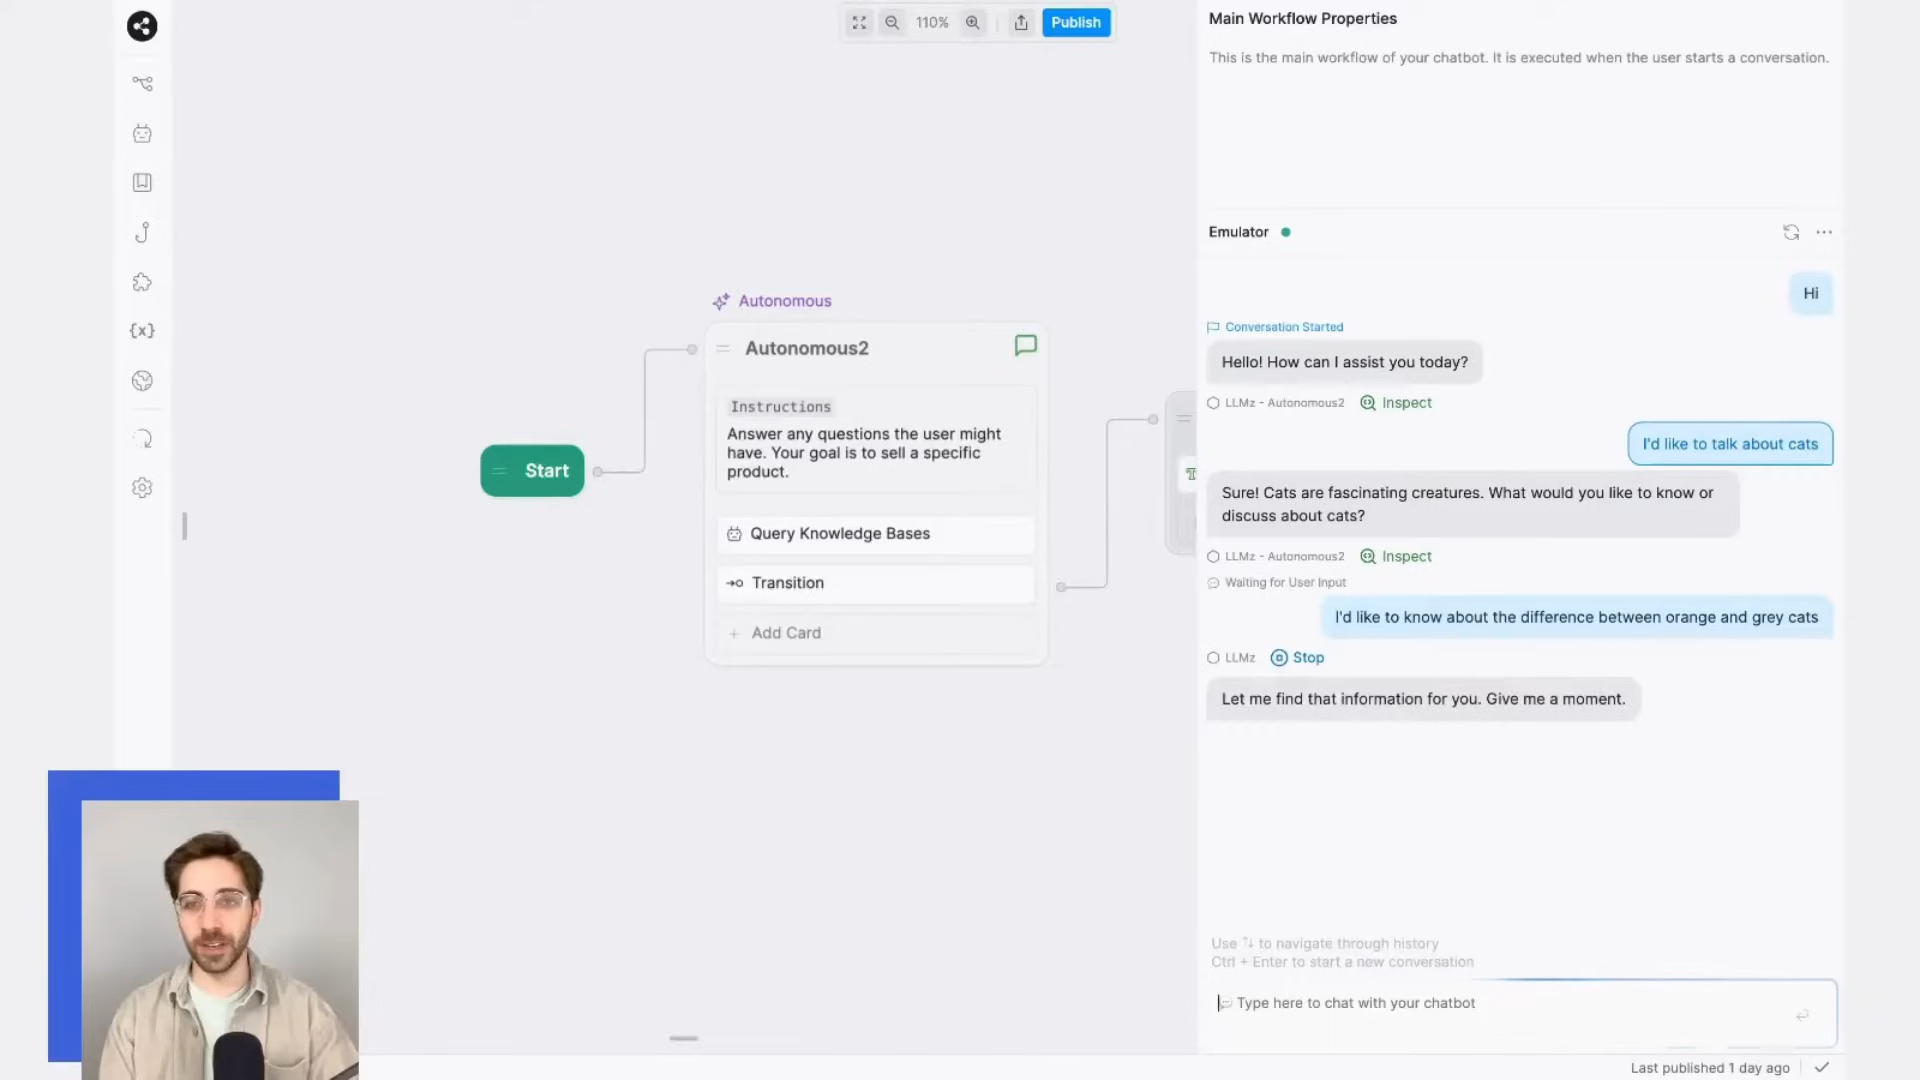 110%
Publish
Main Workflow Properties
This is the main workflow of your chatbot. It is executed when the user starts a conversation.
Emulator
Hi
Conversation Started
Hello! How can I assist you today?
LLMz - Autonomous2
Inspect
I'd like to talk about cats
Sure! Cats are fascinating creatures. What would you like to know or
discuss about cats?
LLMz - Autonomous2
Inspect
Waiting for User Input
I'd like to know about the difference between orange and grey cats
LLMz
Stop
Let me find that information for you. Give me a moment.
Use ↑↓ to navigate through history
Ctrl + Enter to start a new conversation
Type here to chat with your chatbot
Last published 1 day ago
{x}
Start
Autonomous
Autonomous2
Instructions
Answer any questions the user might
have. Your goal is to sell a specific
product.
Query Knowledge Bases
Transition
+ Add Card